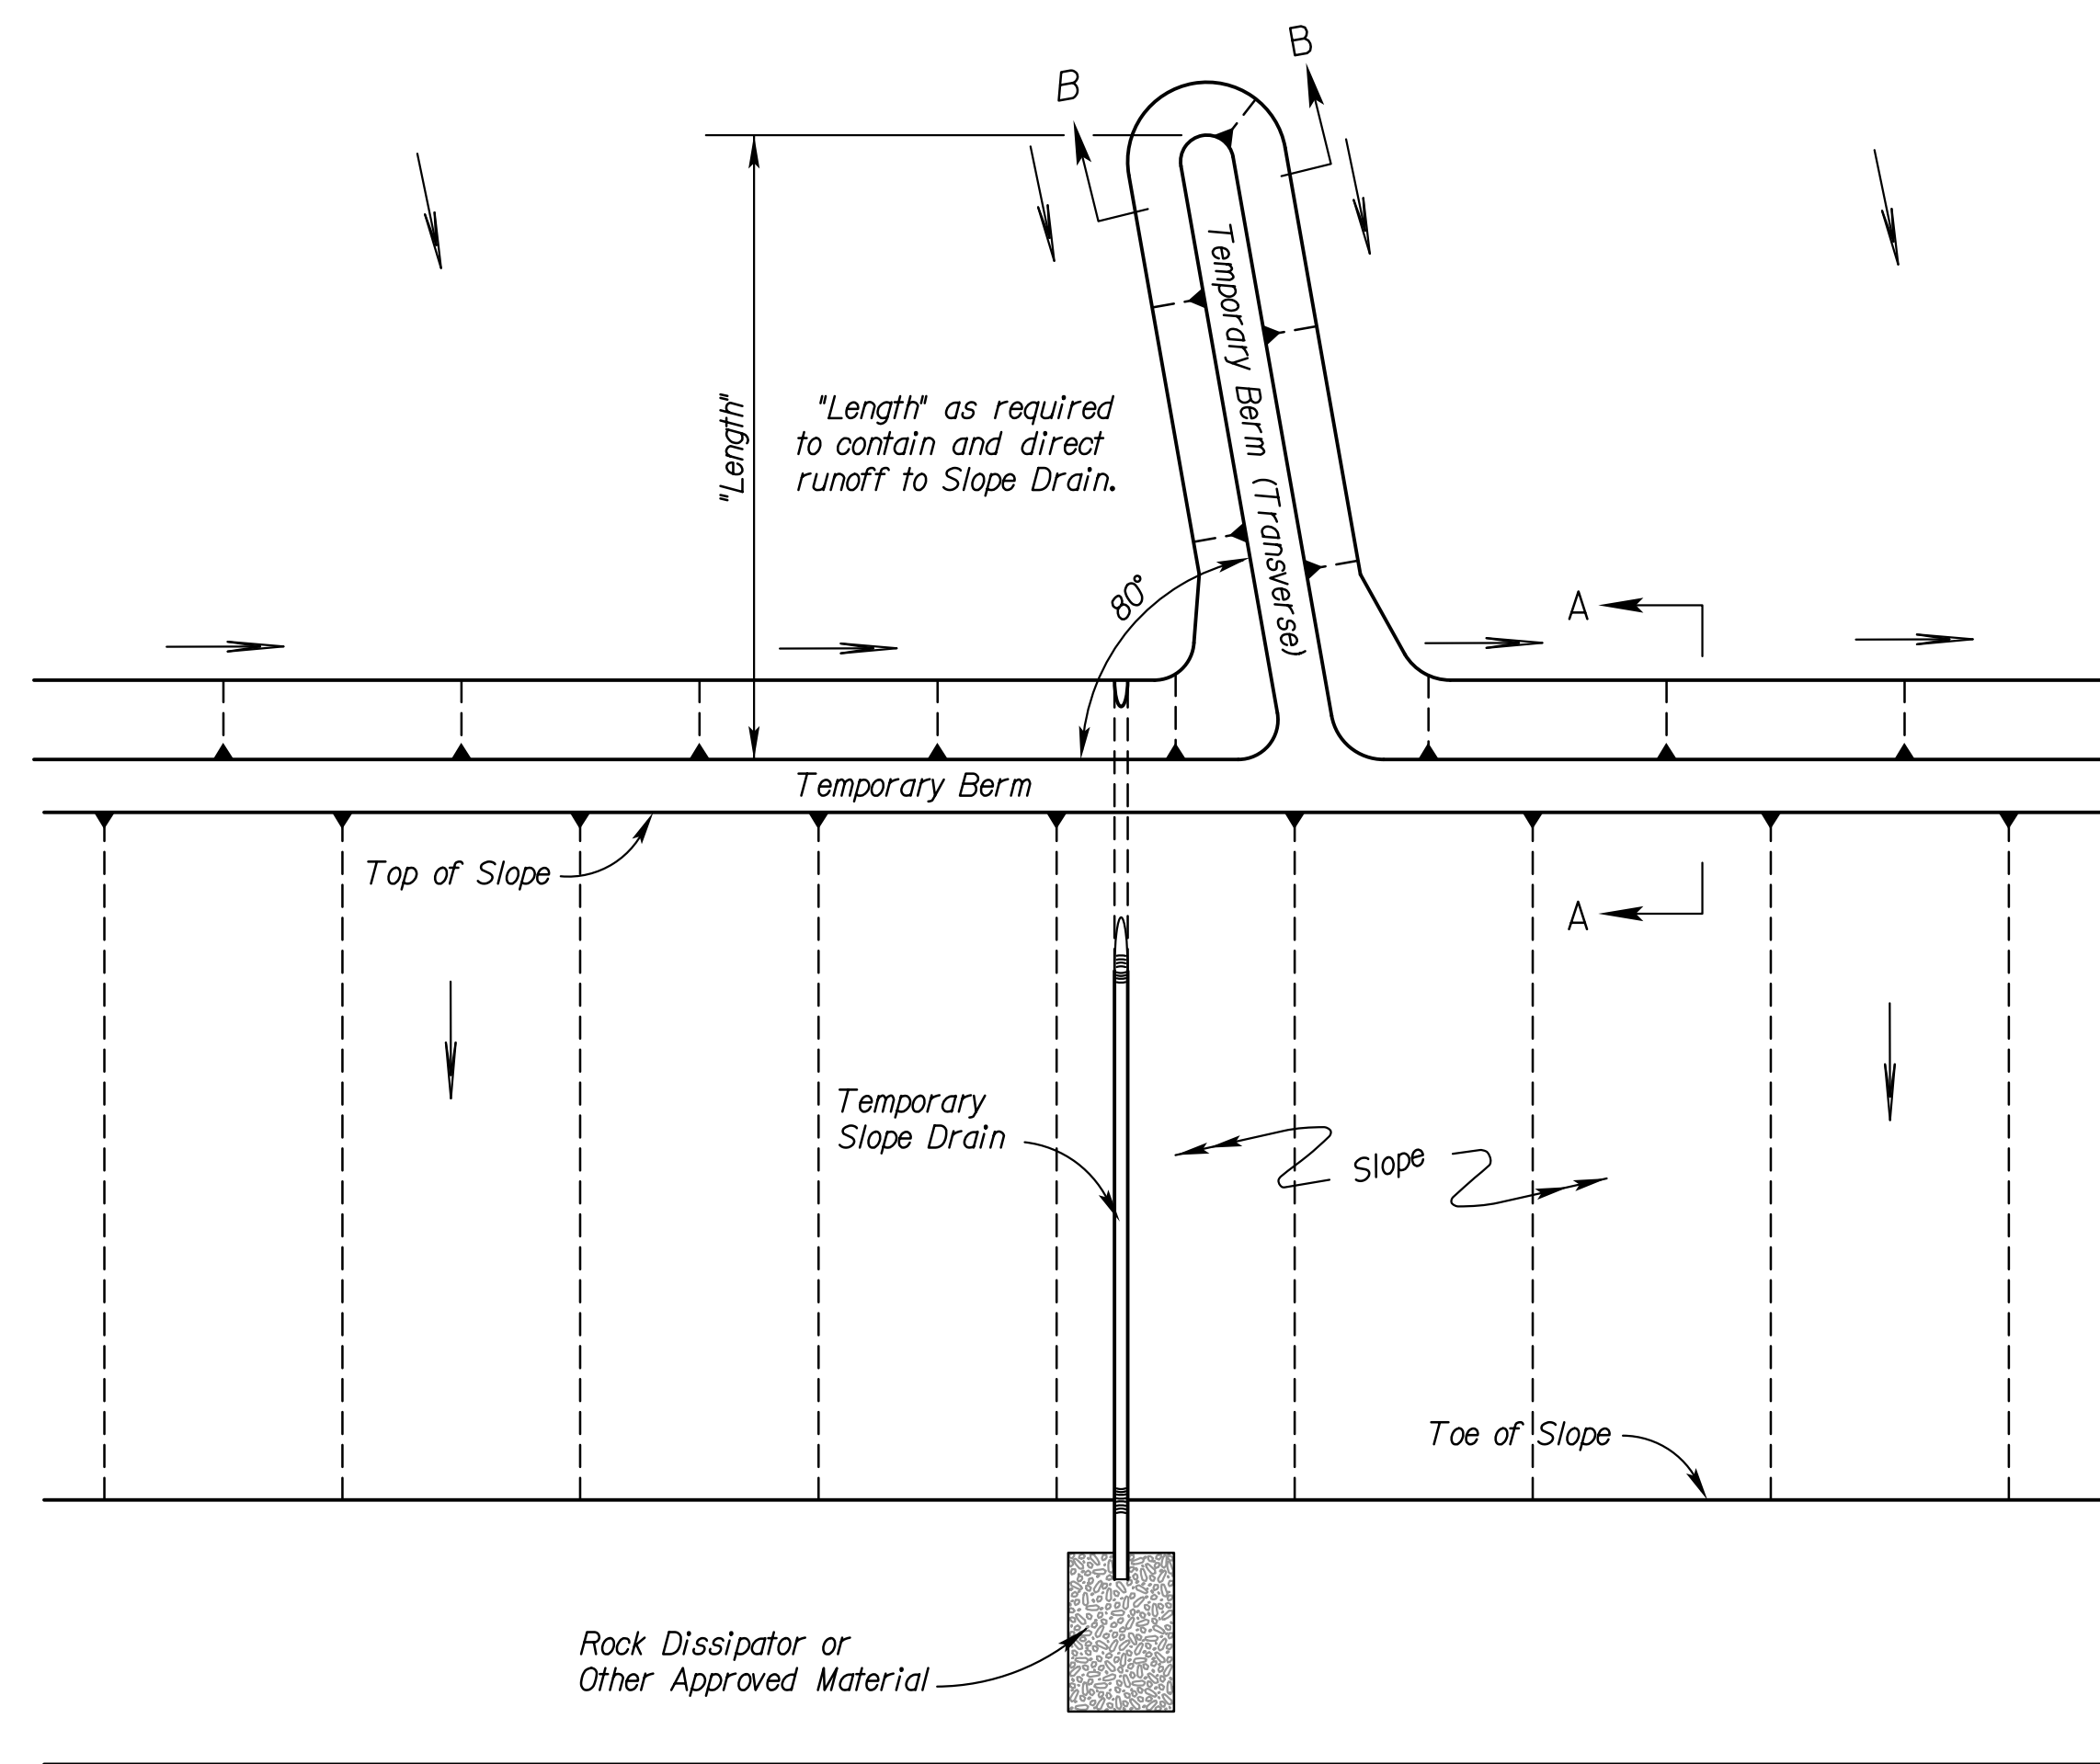 B
B
"Length"
"Length" as required
to contain and direct
runoff to Slope Drain.
Temporary Berm (Transverse)
80°
A
Temporary Berm
Top of Slope
A
Temporary
Slope Drain
Slope
Toe of Slope
Rock Dissipator or
Other Approved Material